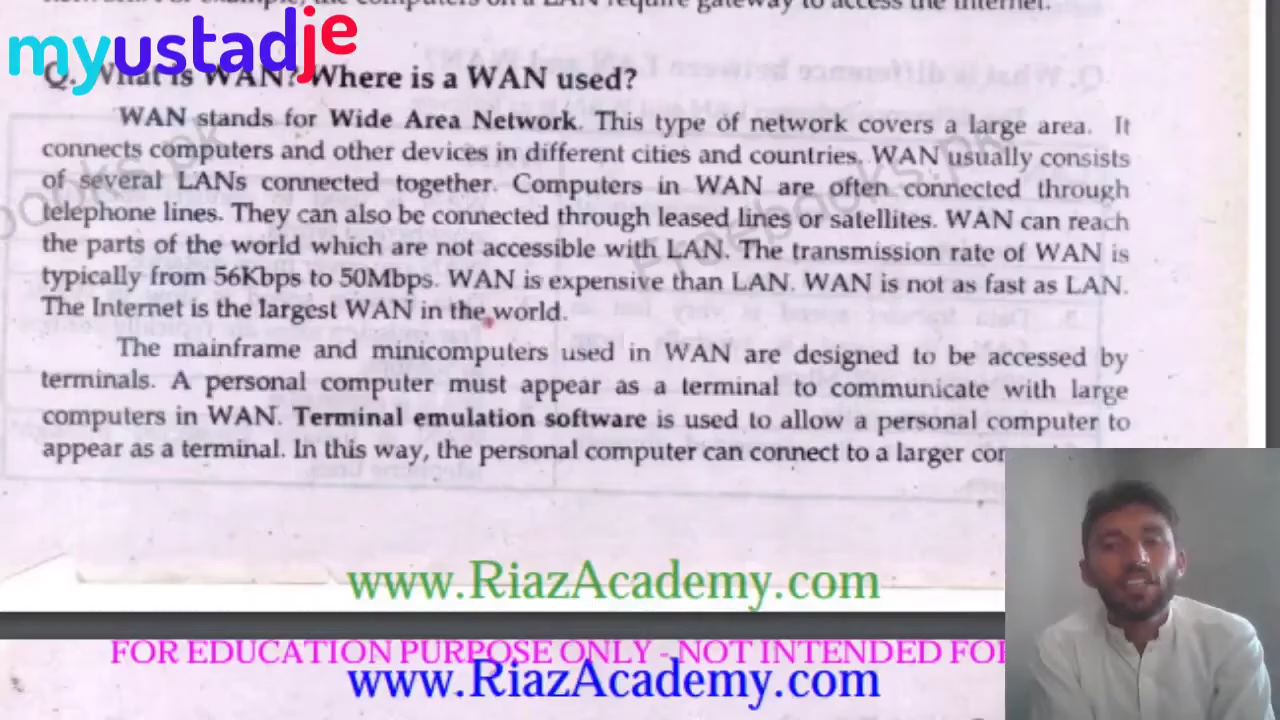 myustadje
Q. What is WAN? Where is a WAN used?
WAN stands for Wide Area Network. This type of network covers a large area. It
connects computers and other devices in different cities and countries. WAN usually consists
of several LANs connected together. Computers in WAN are often connected through
telephone lines. They can also be connected through leased lines or satellites. WAN can reach
the parts of the world which are not accessible with LAN. The transmission rate of WAN is
typically from 56Kbps to 50Mbps. WAN is expensive than LAN. WAN is not as fast as LAN.
The Internet is the largest WAN in the world.
The mainframe and minicomputers used in WAN are designed to be accessed by
terminals. A personal computer must appear as a terminal to communicate with large
computers in WAN. Terminal emulation software is used to allow a personal computer to
appear as a terminal. In this way, the personal computer can connect to a larger
www.RiazAcademy.com
FOR EDUCATION PURPOSE ONLY - NOT INTENDED
www.RiazAcademy.com